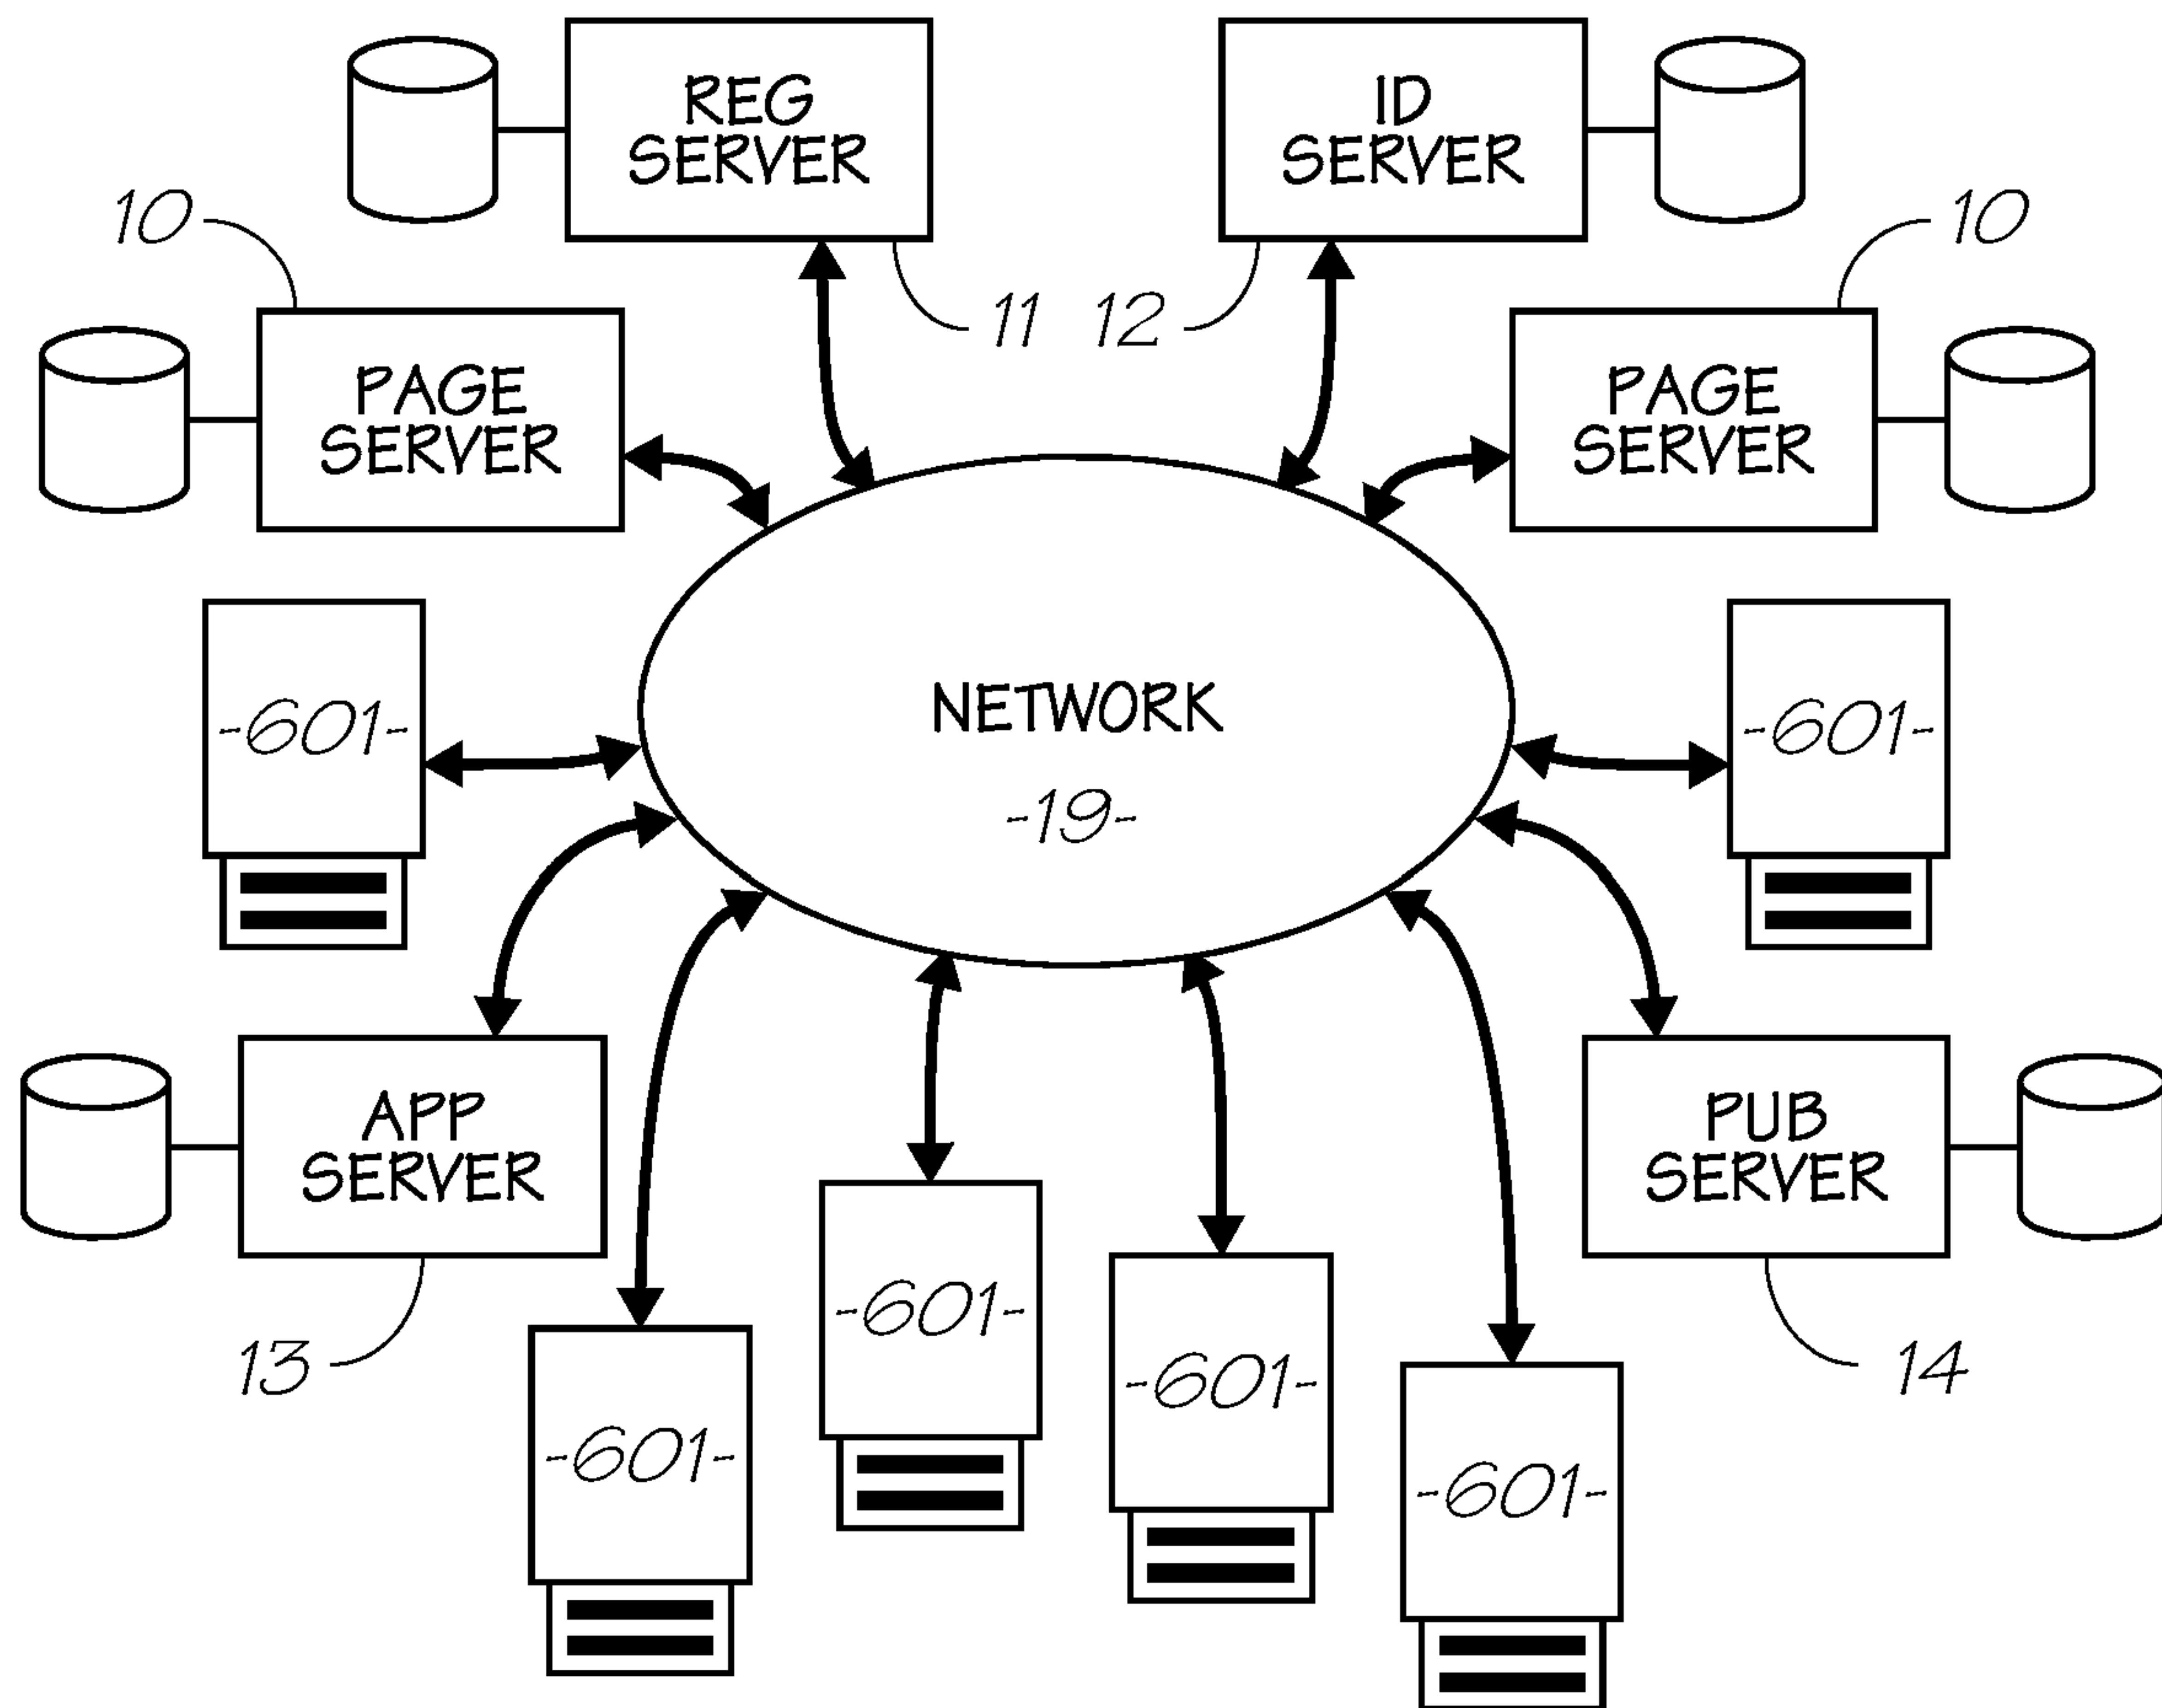 REG
SERVER
ID
SERVER
10
10
11
12
PAGE
SERVER
PAGE
SERVER
-601-
NETWORK
-19-
-601-
APP
SERVER
PUB
SERVER
13
-601-
-601-
-601-
-601-
14